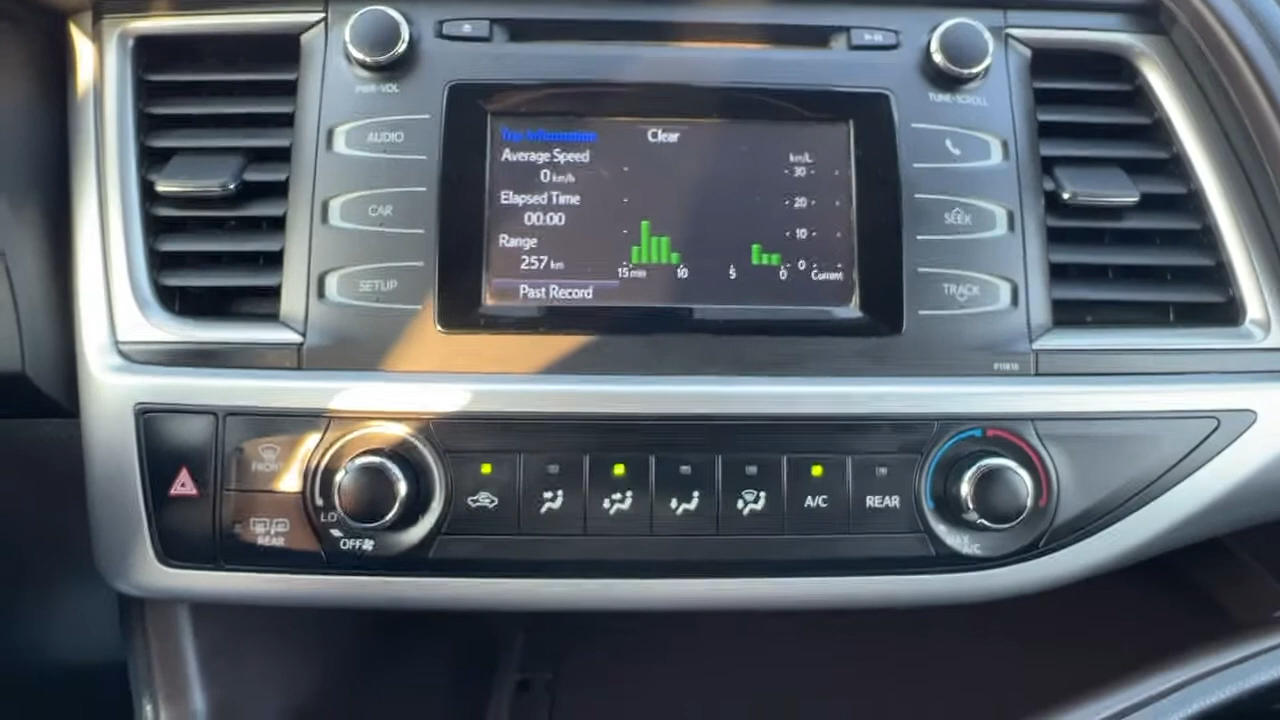 PWR•VOL
TUNE•SCROLL
AUDIO
CAR
SETUP
SEEK
TRACK
Trip Information
Clear
Average Speed
0 km/h
Elapsed Time
00:00
Range
257 km
Past Record
km/L
30
20
10
0
15 min 10 5 0 Current
FRONT
REAR
LO
OFF
A/C
REAR
MAX
A/C